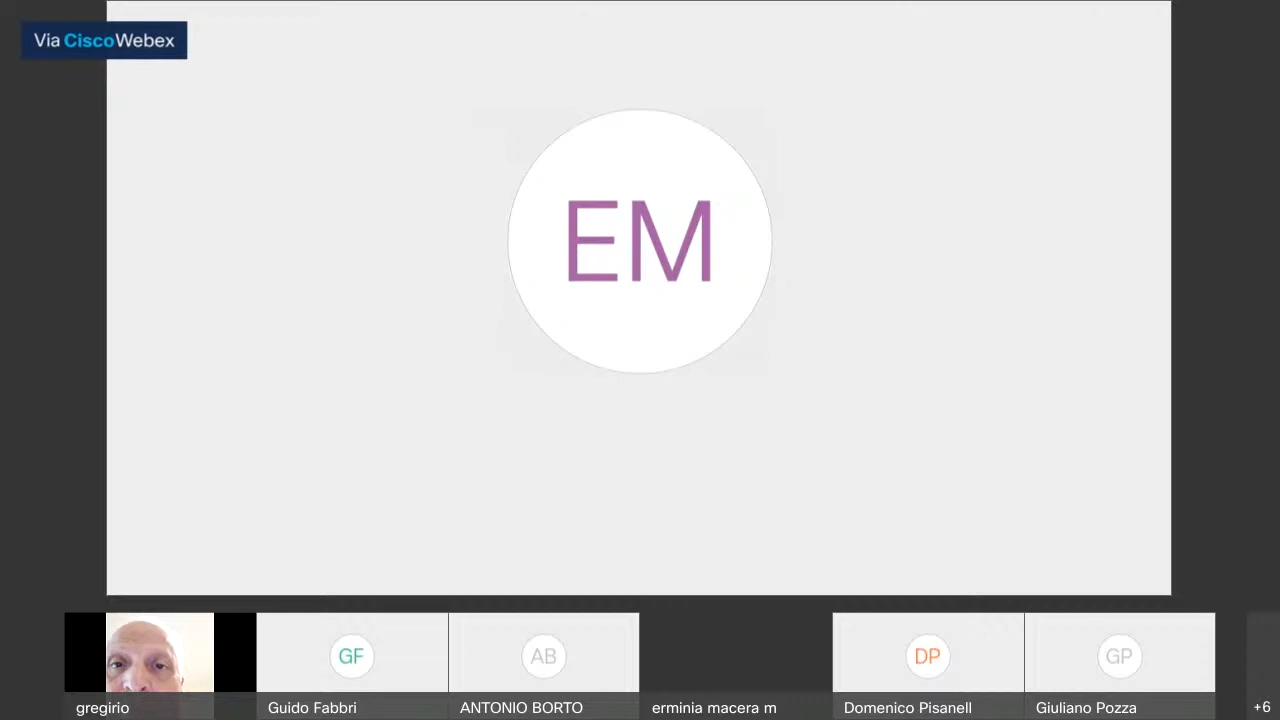 Via CiscoWebex
EM
GF
AB
DP
GP
gregirio
Guido Fabbri
ANTONIO BORTO
erminia macera m
Domenico Pisanell
Giuliano Pozza
+6